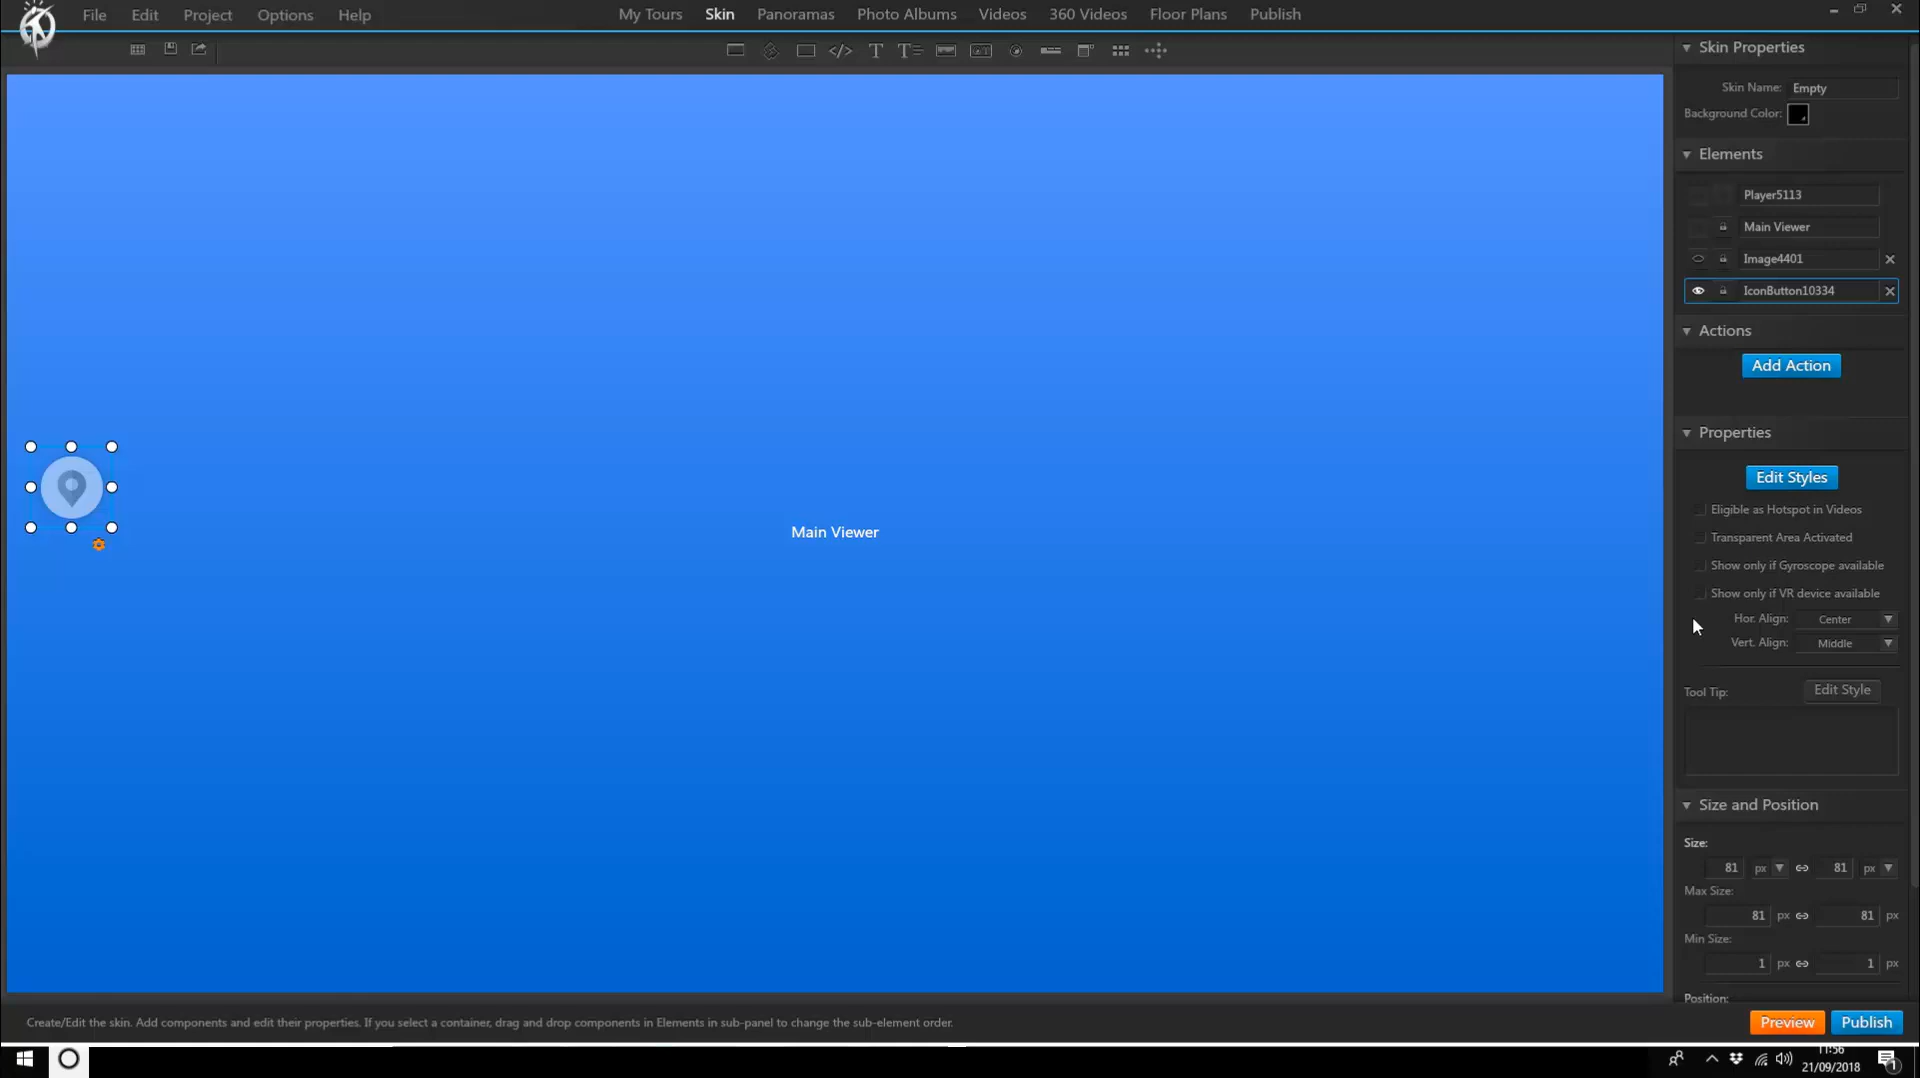 File Edit Project Options Help
My Tours Skin Panoramas Photo Albums Videos 360 Videos Floor Plans Publish
Skin Properties
Skin Name: Empty
Background Color:
Elements
Player5113
Main Viewer
Image4401
IconButton10334
Actions
Add Action
Properties
Edit Styles
Eligible as Hotspot in Videos
Transparent Area Activated
Show only if Gyroscope available
Show only if VR device available
Hor. Align: Center
Vert. Align: Middle
Tool Tip: Edit Style
Size and Position
Size:
81 px 81 px
Max Size:
81 px 81 px
Min Size:
1 px 1 px
Position:
Main Viewer
Create/Edit the skin. Add components and edit their properties. If you select a container, drag and drop components in Elements in sub-panel to change the sub-element order.
Preview Publish
11:56
21/09/2018
1